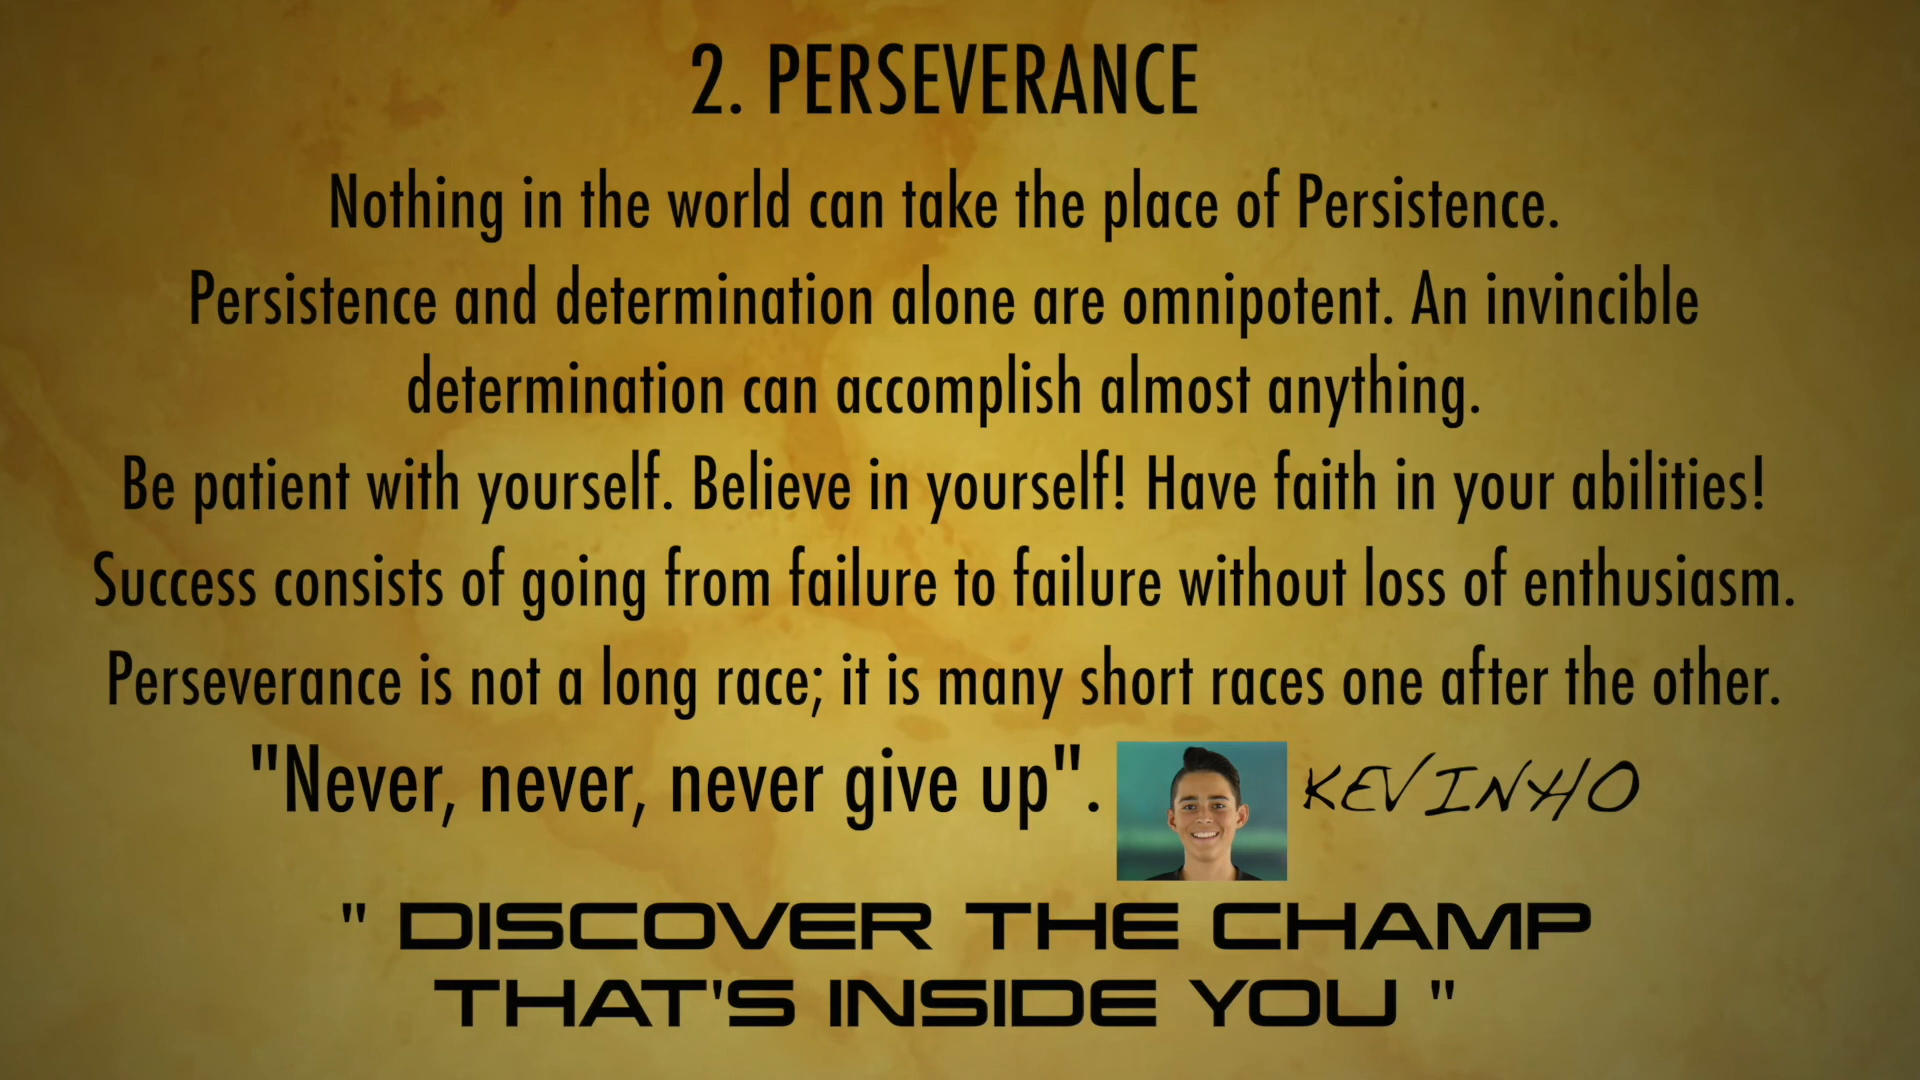 2. PERSEVERANCE
Nothing in the world can take the place of Persistence.
Persistence and determination alone are omnipotent. An invincible
determination can accomplish almost anything.
Be patient with yourself. Believe in yourself! Have faith in your abilities!
Success consists of going from failure to failure without loss of enthusiasm.
Perseverance is not a long race; it is many short races one after the other.
"Never, never, never give up". KEVINHO
" DISCOVER THE CHAMP
THAT'S INSIDE YOU "